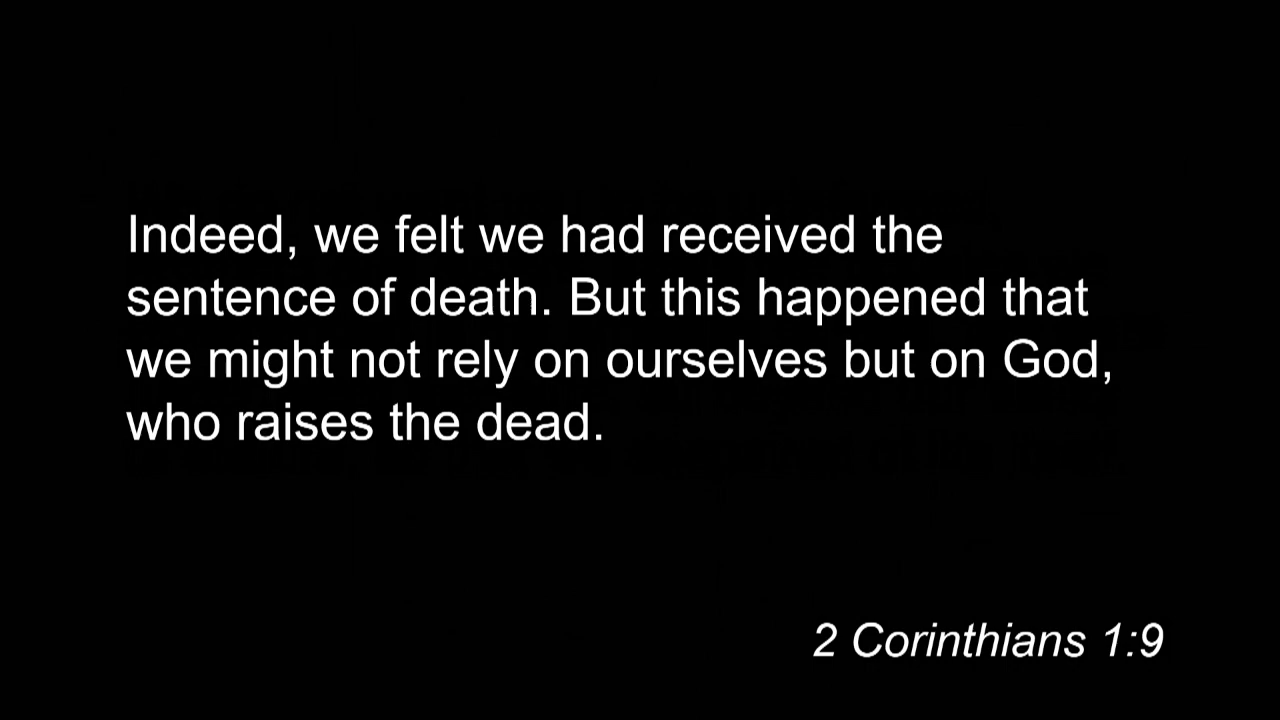 Indeed, we felt we had received the
sentence of death. But this happened that
we might not rely on ourselves but on God,
who raises the dead.
2 Corinthians 1:9